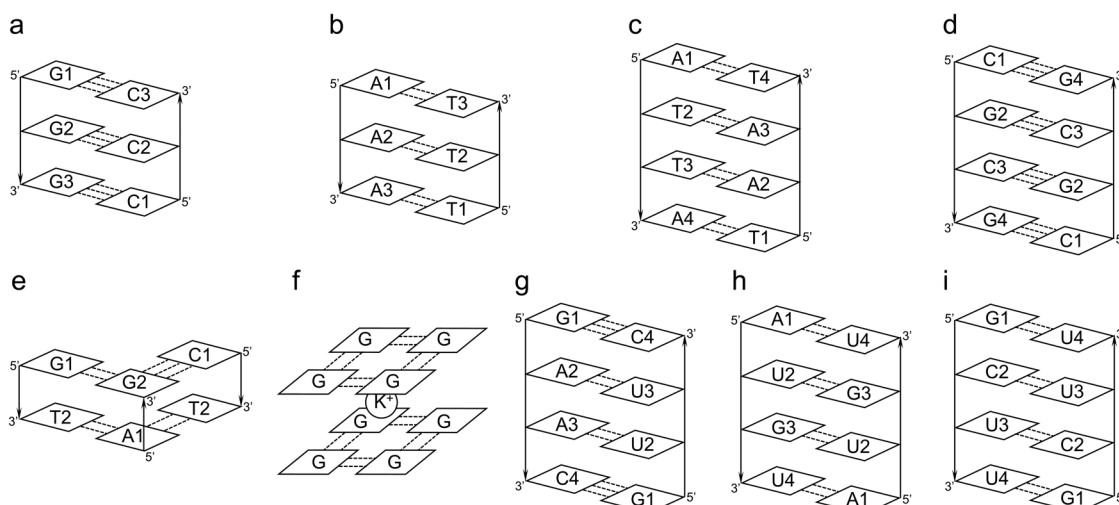 a
5' G1 C3 3'
G2 C2
3' G3 C1 5'
b
5' A1 T3 3'
A2 T2
3' A3 T1 5'
c
5' A1 T4 3'
T2 A3
T3 A2
3' A4 T1 5'
d
5' C1 G4 3'
G2 C3
C3 G2
3' G4 C1 5'
e
5' G1 G2 C1 5'
3'
3' T2 A1 T2 3'
5'
f
G G
G G
K+
G G
G G
g
5' G1 C4 3'
A2 U3
A3 U2
3' C4 G1 5'
h
5' A1 U4 3'
U2 G3
G3 U2
3' U4 A1 5'
i
5' G1 U4 3'
C2 U3
U3 C2
3' U4 G1 5'